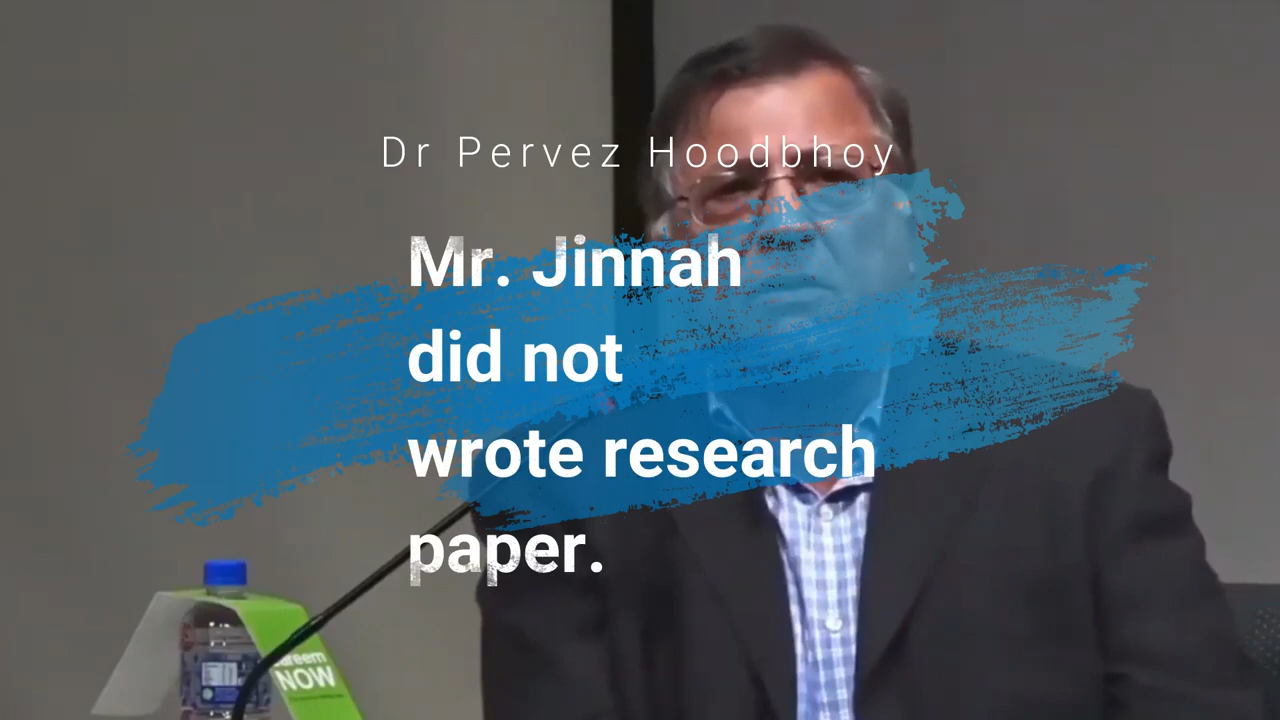 Dr Pervez Hoodbhoy
Mr. Jinnah
did not
wrote research
paper.
NOW